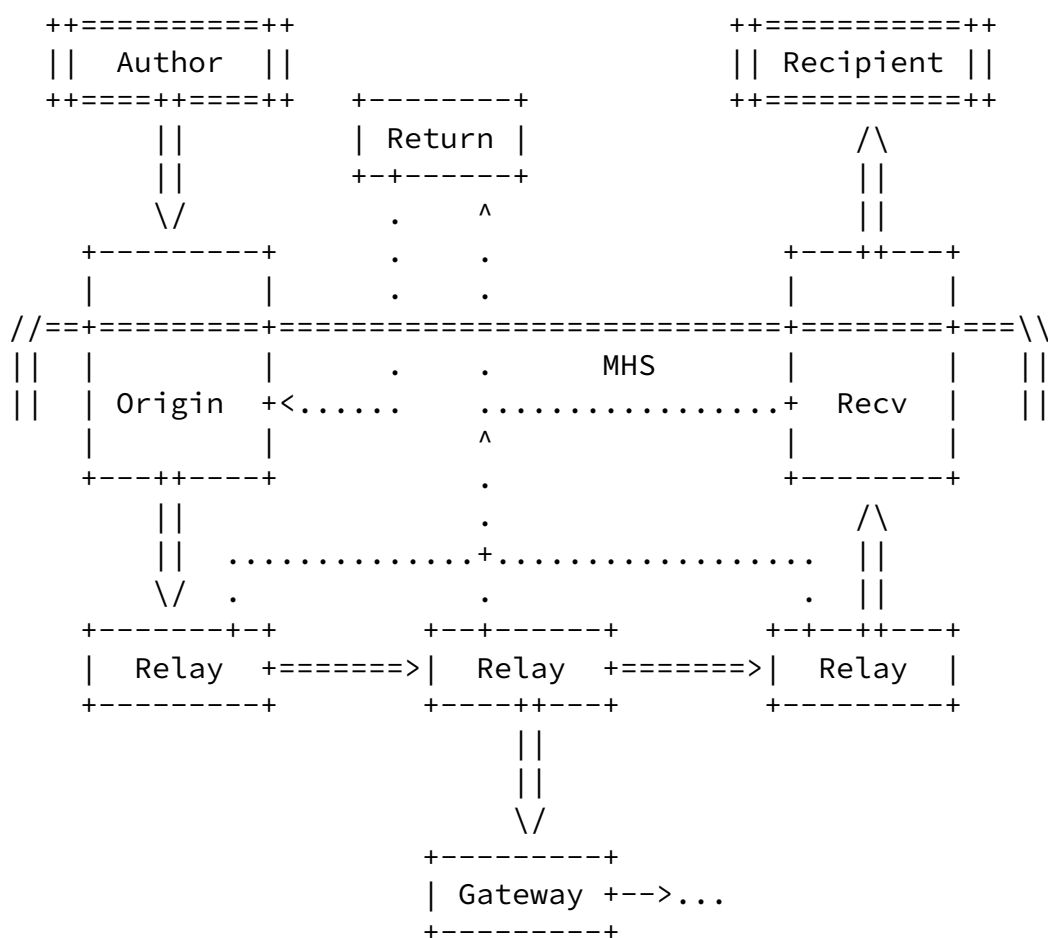 Author
Recipient
Return
MHS
Origin
Recv
Relay
Relay
Relay
Gateway